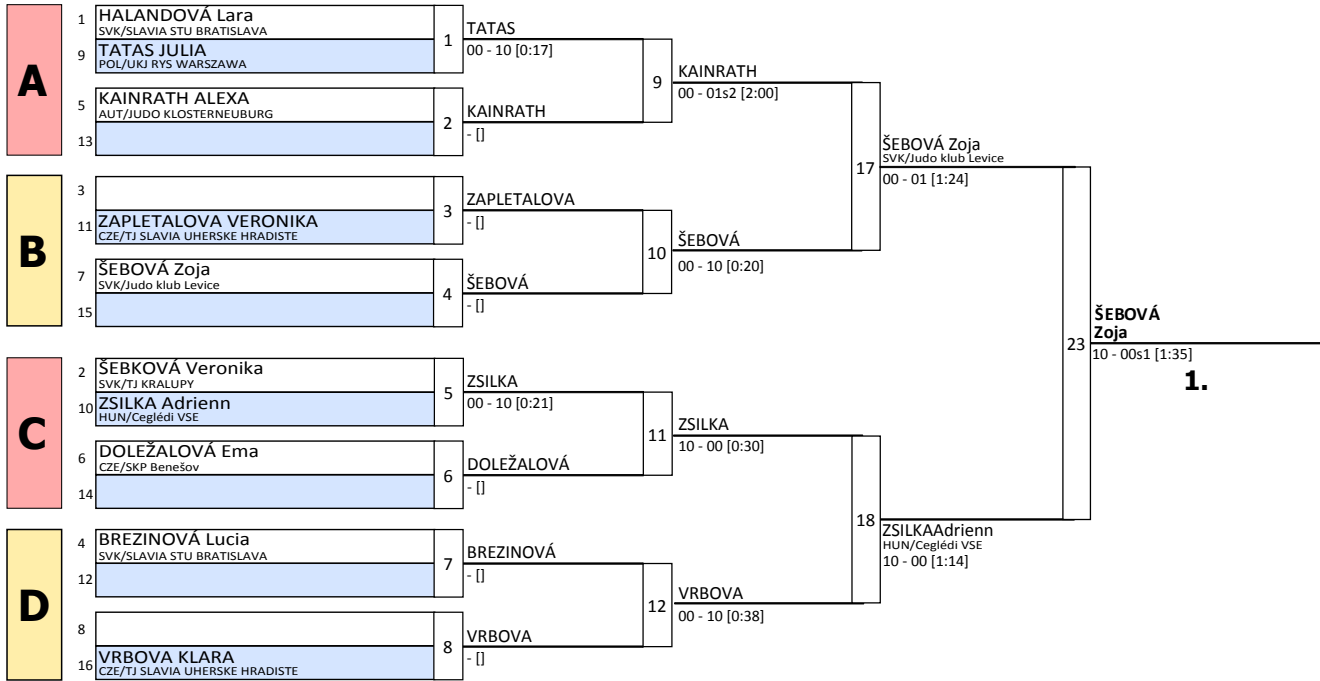 A
1
HALANDOVÁ Lara
SVK/SLAVIA STU BRATISLAVA
9
TATAS JULIA
POL/UKJ RYS WARSZAWA
1
TATAS
00 - 10 [0:17]
5
KAINRATH ALEXA
AUT/JUDO KLOSTERNEUBURG
13
2
KAINRATH
- []
9
KAINRATH
00 - 01s2 [2:00]
B
3
11
ZAPLETALOVA VERONIKA
CZE/TJ SLAVIA UHERSKE HRADISTE
3
ZAPLETALOVA
- []
7
ŠEBOVÁ Zoja
SVK/Judo klub Levice
15
4
ŠEBOVÁ
- []
10
ŠEBOVÁ
00 - 10 [0:20]
17
ŠEBOVÁ Zoja
SVK/Judo klub Levice
00 - 01 [1:24]
C
2
ŠEBKOVÁ Veronika
SVK/TJ KRALUPY
10
ZSILKA Adrienn
HUN/Ceglédi VSE
5
ZSILKA
00 - 10 [0:21]
6
DOLEŽALOVÁ Ema
CZE/SKP Benešov
14
6
DOLEŽALOVÁ
- []
11
ZSILKA
10 - 00 [0:30]
D
4
BREZINOVÁ Lucia
SVK/SLAVIA STU BRATISLAVA
12
7
BREZINOVÁ
- []
8
16
VRBOVA KLARA
CZE/TJ SLAVIA UHERSKE HRADISTE
8
VRBOVA
- []
12
VRBOVA
00 - 10 [0:38]
18
ZSILKAAdrienn
HUN/Ceglédi VSE
10 - 00 [1:14]
23
ŠEBOVÁ
Zoja
10 - 00s1 [1:35]
1.